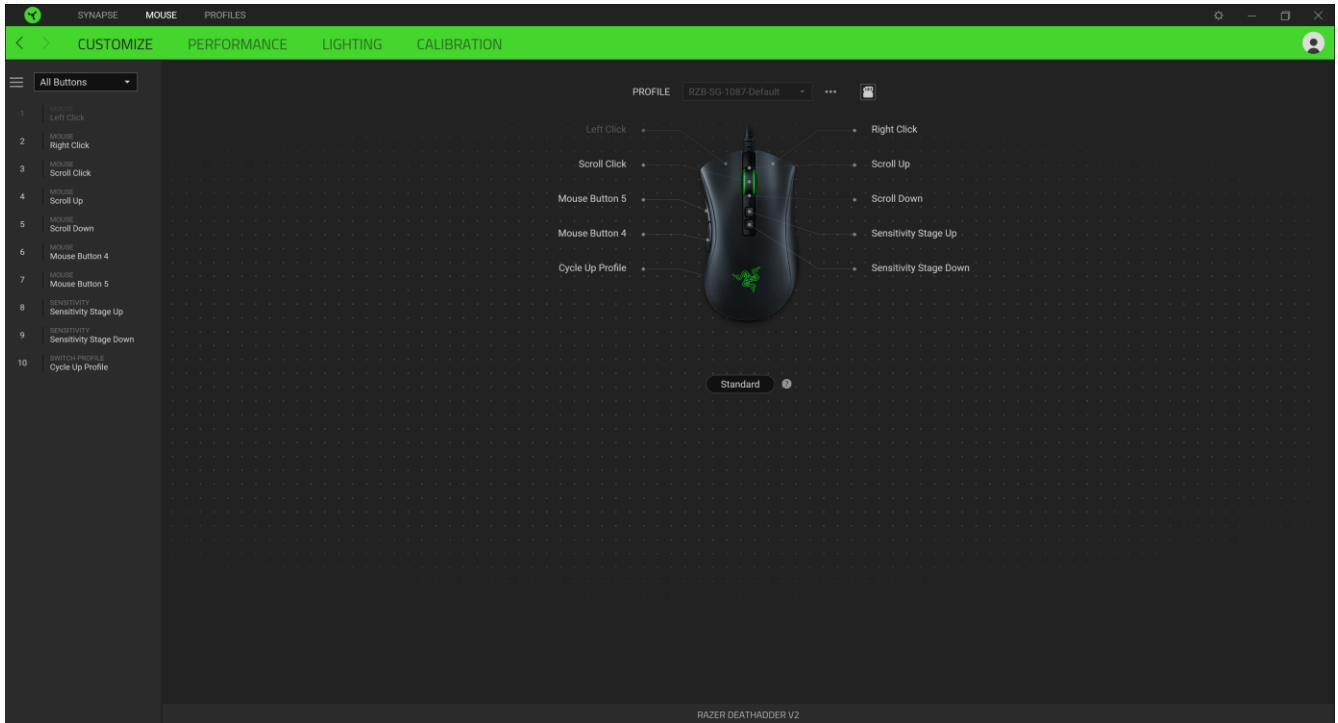 SYNAPSE MOUSE PROFILES
CUSTOMIZE PERFORMANCE LIGHTING CALIBRATION
All Buttons
1 MOUSE
Left Click
2 MOUSE
Right Click
3 MOUSE
Scroll Click
4 MOUSE
Scroll Up
5 MOUSE
Scroll Down
6 MOUSE
Mouse Button 4
7 MOUSE
Mouse Button 5
8 SENSITIVITY
Sensitivity Stage Up
9 SENSITIVITY
Sensitivity Stage Down
10 SWITCH PROFILE
Cycle Up Profile
PROFILE RZB-SG-1087-Default
Left Click
Scroll Click
Mouse Button 5
Mouse Button 4
Cycle Up Profile
Right Click
Scroll Up
Scroll Down
Sensitivity Stage Up
Sensitivity Stage Down
Standard ?
RAZER DEATHADDER V2